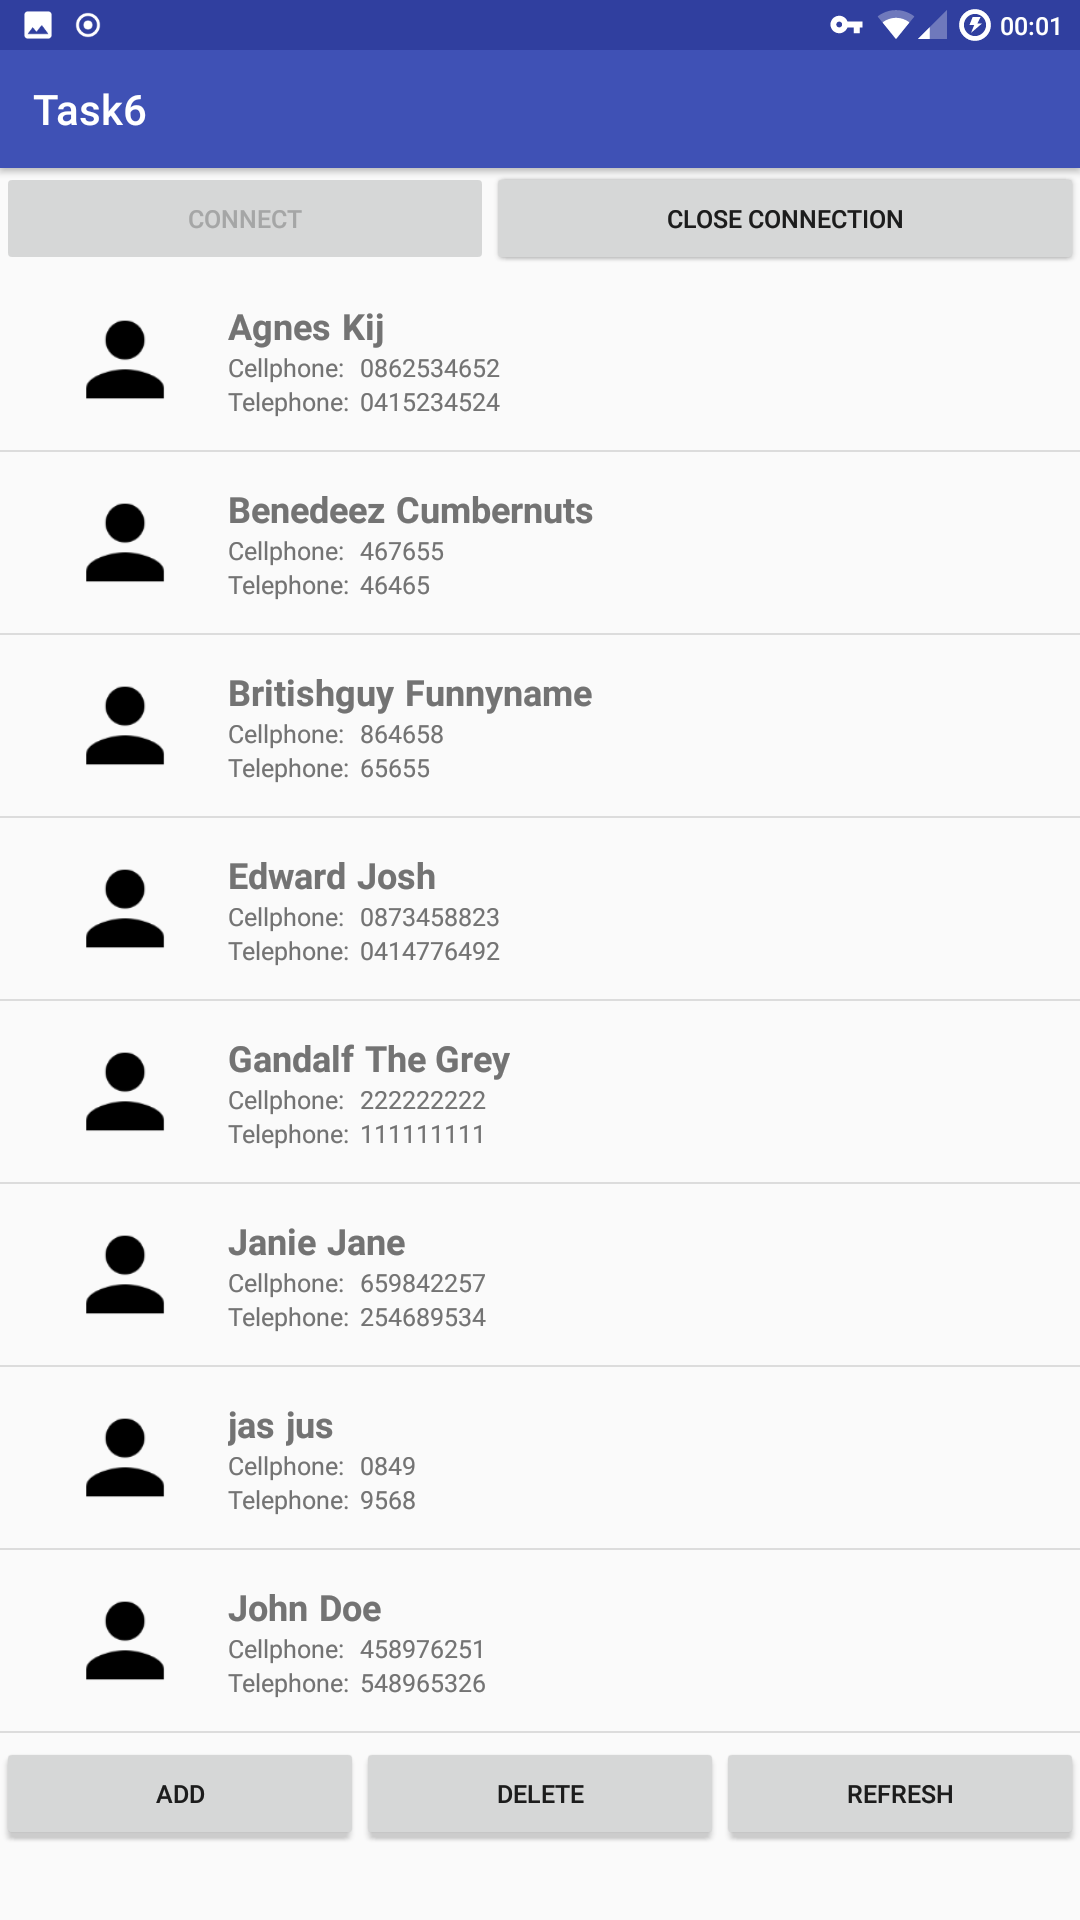 00:01
Task6
CONNECT CLOSE CONNECTION
Agnes Kij
Cellphone: 0862534652
Telephone: 0415234524
Benedeez Cumbernuts
Cellphone: 467655
Telephone: 46465
Britishguy Funnyname
Cellphone: 864658
Telephone: 65655
Edward Josh
Cellphone: 0873458823
Telephone: 0414776492
Gandalf The Grey
Cellphone: 222222222
Telephone: 111111111
Janie Jane
Cellphone: 659842257
Telephone: 254689534
jas jus
Cellphone: 0849
Telephone: 9568
John Doe
Cellphone: 458976251
Telephone: 548965326
ADD DELETE REFRESH